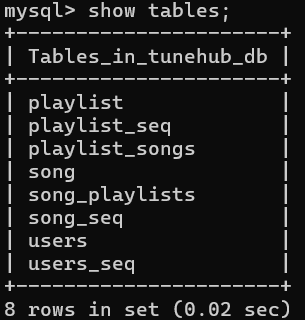 mysql> show tables;
+----------------------+
| Tables_in_tunehub_db |
+----------------------+
| playlist             |
| playlist_seq         |
| playlist_songs       |
| song                 |
| song_playlists       |
| song_seq             |
| users                |
| users_seq            |
+----------------------+
8 rows in set (0.02 sec)